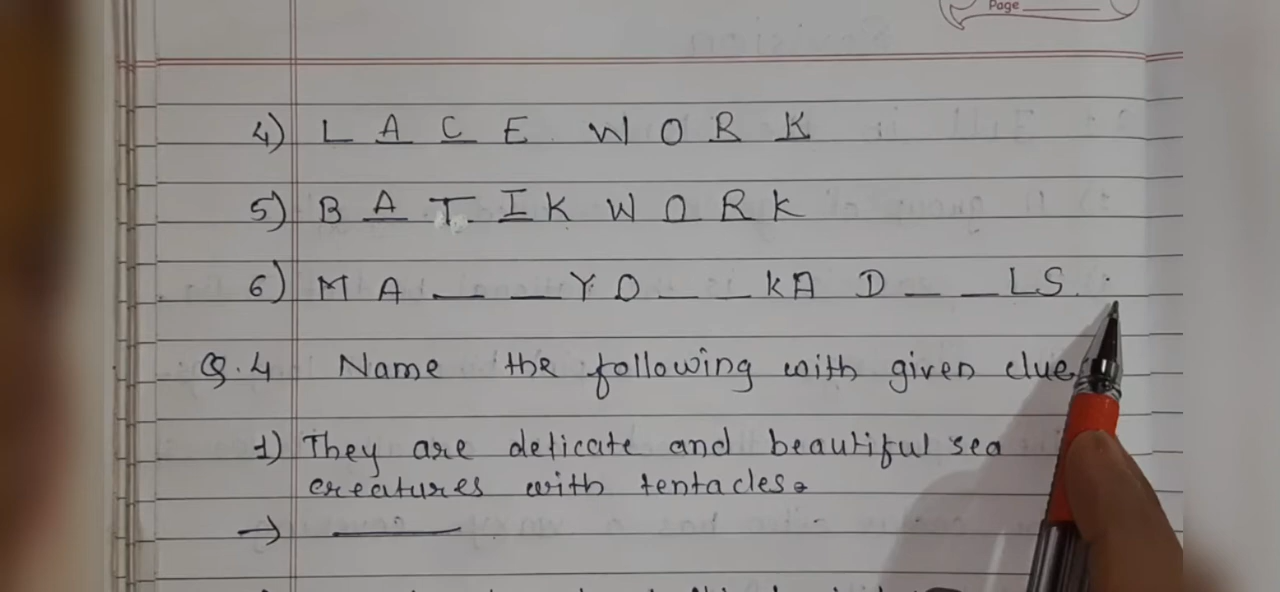 Page
4) L A C E W O R K
5) B A T I K W O R K
6) M A _ _ Y O _ _ K A D _ _ L S .
Q.4 Name the following with given clue
1) They are delicate and beautiful sea
creatures with tentacles.
→ ____